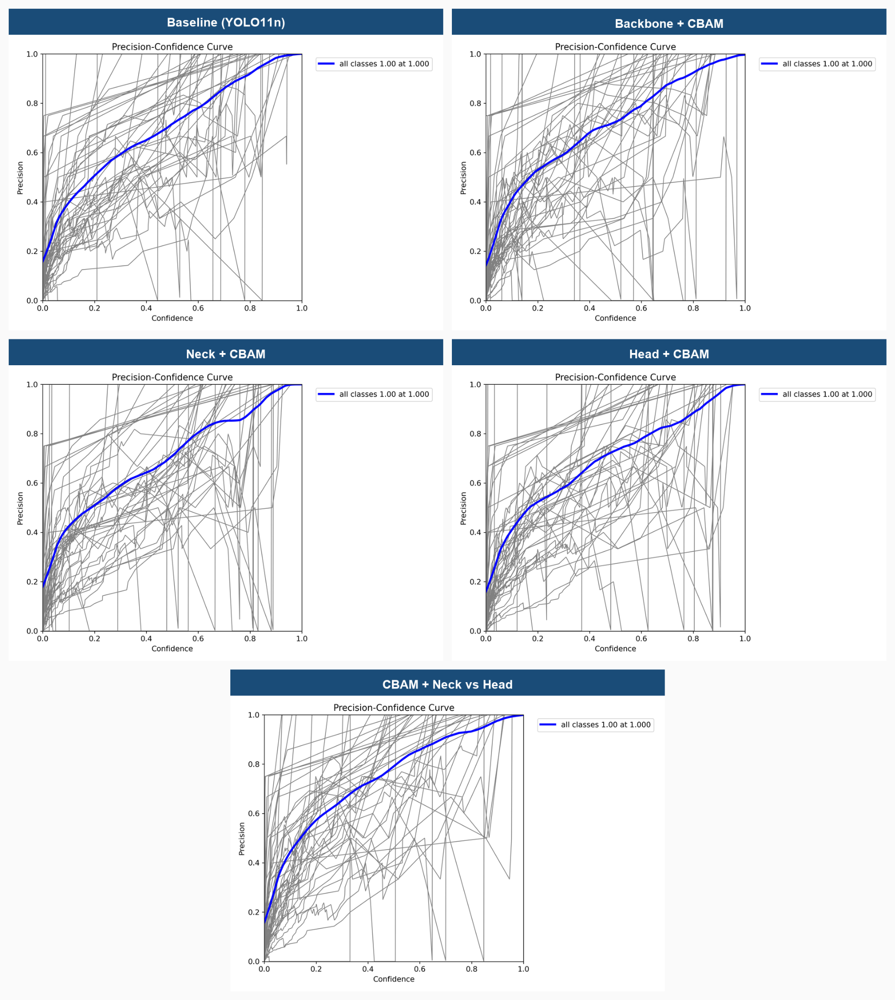 Baseline (YOLO11n)
Precision-Confidence Curve
all classes 1.00 at 1.000
Precision
1.0
0.8
0.6
0.4
0.2
0.0
0.0 0.2 0.4 0.6 0.8 1.0
Confidence
Backbone + CBAM
Precision-Confidence Curve
all classes 1.00 at 1.000
Precision
1.0
0.8
0.6
0.4
0.2
0.0
0.0 0.2 0.4 0.6 0.8 1.0
Confidence
Neck + CBAM
Precision-Confidence Curve
all classes 1.00 at 1.000
Precision
1.0
0.8
0.6
0.4
0.2
0.0
0.0 0.2 0.4 0.6 0.8 1.0
Confidence
Head + CBAM
Precision-Confidence Curve
all classes 1.00 at 1.000
Precision
1.0
0.8
0.6
0.4
0.2
0.0
0.0 0.2 0.4 0.6 0.8 1.0
Confidence
CBAM + Neck vs Head
Precision-Confidence Curve
all classes 1.00 at 1.000
Precision
1.0
0.8
0.6
0.4
0.2
0.0
0.0 0.2 0.4 0.6 0.8 1.0
Confidence